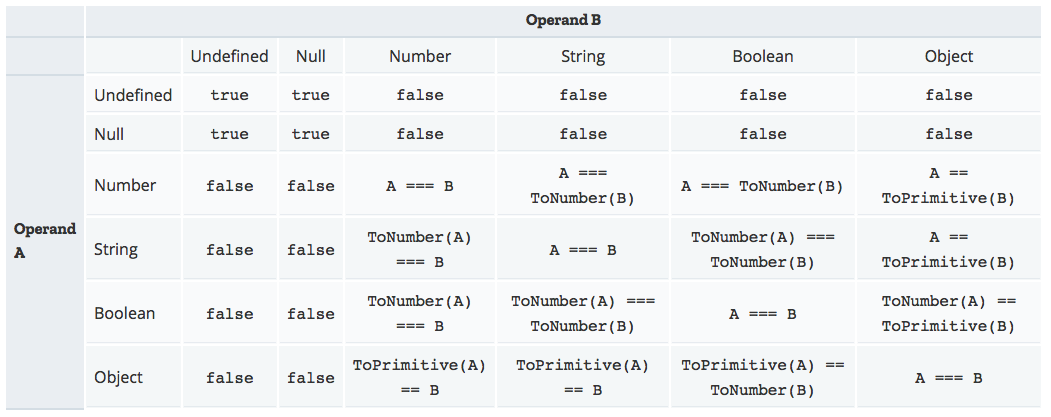 Operand B
Undefined Null Number String Boolean Object
Undefined true true false false false false
Null true true false false false false
Number false false A === B A === ToNumber(B) A === ToNumber(B) A == ToPrimitive(B)
Operand A
String false false ToNumber(A) === B A === B ToNumber(A) === ToNumber(B) A == ToPrimitive(B)
Boolean false false ToNumber(A) === B ToNumber(A) === ToNumber(B) A === B ToNumber(A) == ToPrimitive(B)
Object false false ToPrimitive(A) == B ToPrimitive(A) == B ToPrimitive(A) == ToNumber(B) A === B